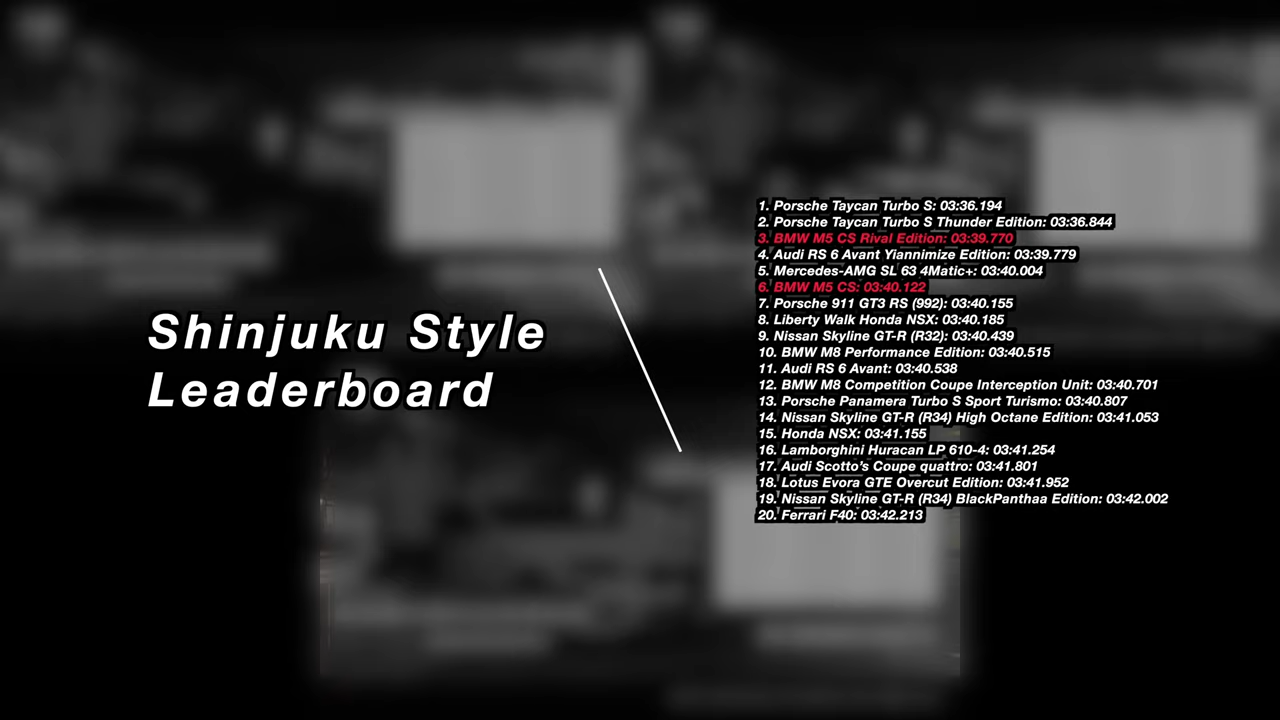 Shinjuku Style
Leaderboard
1. Porsche Taycan Turbo S: 03:36.194
2. Porsche Taycan Turbo S Thunder Edition: 03:36.844
3. BMW M5 CS Rival Edition: 03:39.770
4. Audi RS 6 Avant Yiannimize Edition: 03:39.779
5. Mercedes-AMG SL 63 4Matic+: 03:40.004
6. BMW M5 CS: 03:40.122
7. Porsche 911 GT3 RS (992): 03:40.155
8. Liberty Walk Honda NSX: 03:40.185
9. Nissan Skyline GT-R (R32): 03:40.439
10. BMW M8 Performance Edition: 03:40.515
11. Audi RS 6 Avant: 03:40.538
12. BMW M8 Competition Coupe Interception Unit: 03:40.701
13. Porsche Panamera Turbo S Sport Turismo: 03:40.807
14. Nissan Skyline GT-R (R34) High Octane Edition: 03:41.053
15. Honda NSX: 03:41.155
16. Lamborghini Huracan LP 610-4: 03:41.254
17. Audi Scotto's Coupe quattro: 03:41.801
18. Lotus Evora GTE Overcut Edition: 03:41.952
19. Nissan Skyline GT-R (R34) BlackPanthaa Edition: 03:42.002
20. Ferrari F40: 03:42.213